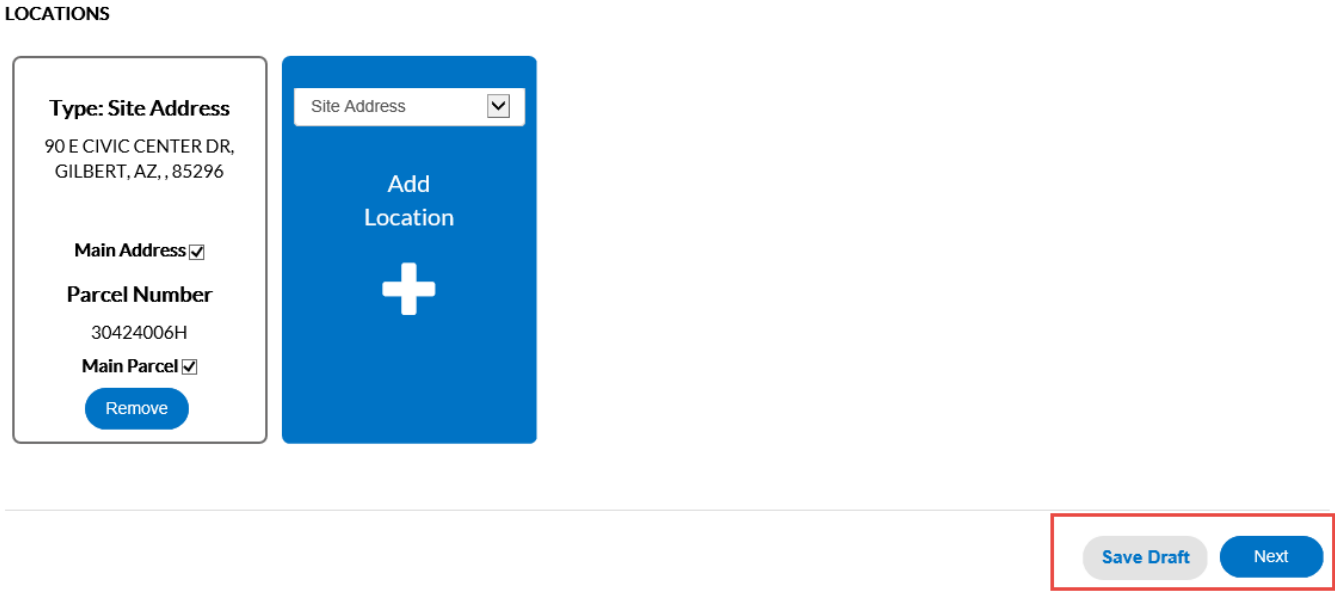 LOCATIONS
Type: Site Address
90 E CIVIC CENTER DR,
GILBERT, AZ, , 85296
Main Address
Parcel Number
30424006H
Main Parcel
Remove
Site Address
Add
Location
Save Draft
Next